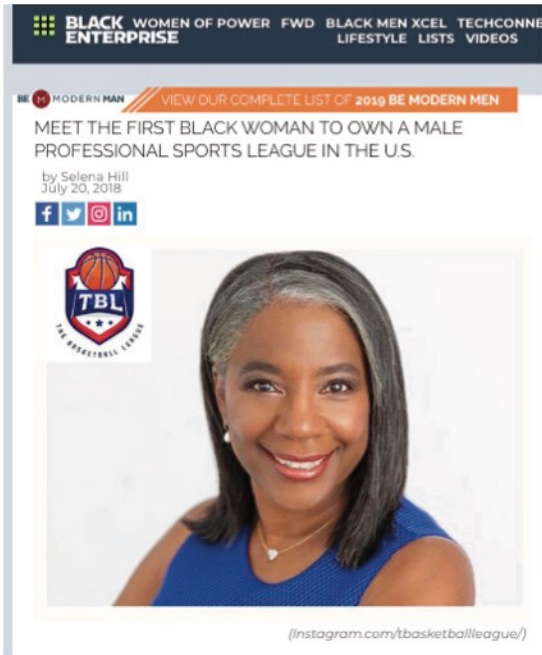 BLACK ENTERPRISE
WOMEN OF POWER FWD BLACK MEN XCEL TECHCONNE
LIFESTYLE LISTS VIDEOS
BE M MODERN MAN
VIEW OUR COMPLETE LIST OF 2019 BE MODERN MEN
MEET THE FIRST BLACK WOMAN TO OWN A MALE
PROFESSIONAL SPORTS LEAGUE IN THE U.S.
by Selena Hill
July 20, 2018
f in
TBL
THE BASKETBALL LEAGUE
(Instagram.com/tbasketballleague/)